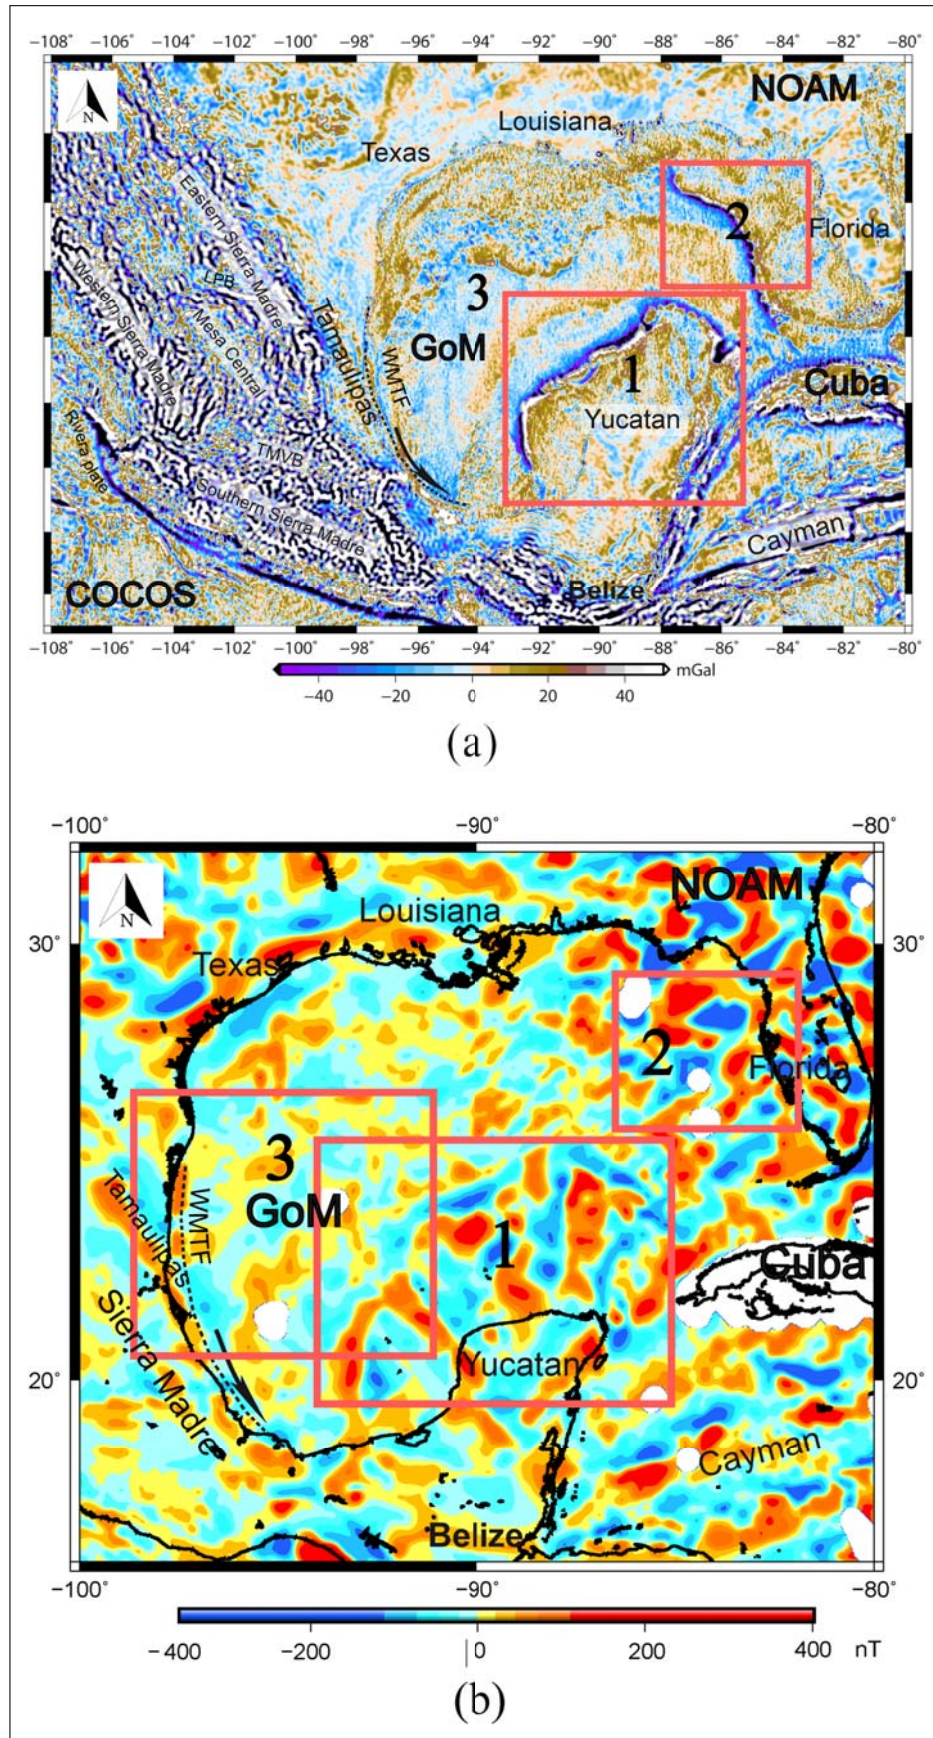 −108° −106° −104° −102° −100° −98° −96° −94° −92° −90° −88° −86° −84° −82° −80°
N
NOAM
Louisiana
Texas
Eastern Sierra Madre
2
Florida
LPB
Western Sierra Madre
Mesa Central
Tamaulipas
3
GoM
WMTF
1
Yucatan
Cuba
Rivera plate
TMVB
Southern Sierra Madre
Cayman
COCOS
Belize
−108° −106° −104° −102° −100° −98° −96° −94° −92° −90° −88° −86° −84° −82° −80°
mGal
−40 −20 0 20 40
(a)
−100° −90° −80°
N
NOAM
Louisiana
30°
30°
Texas
2
Florida
3
GoM
Tamaulipas
WMTF
1
Cuba
Sierra Madre
Yucatan
20°
20°
Cayman
Belize
−100° −90° −80°
−400 −200 0 200 400 nT
(b)